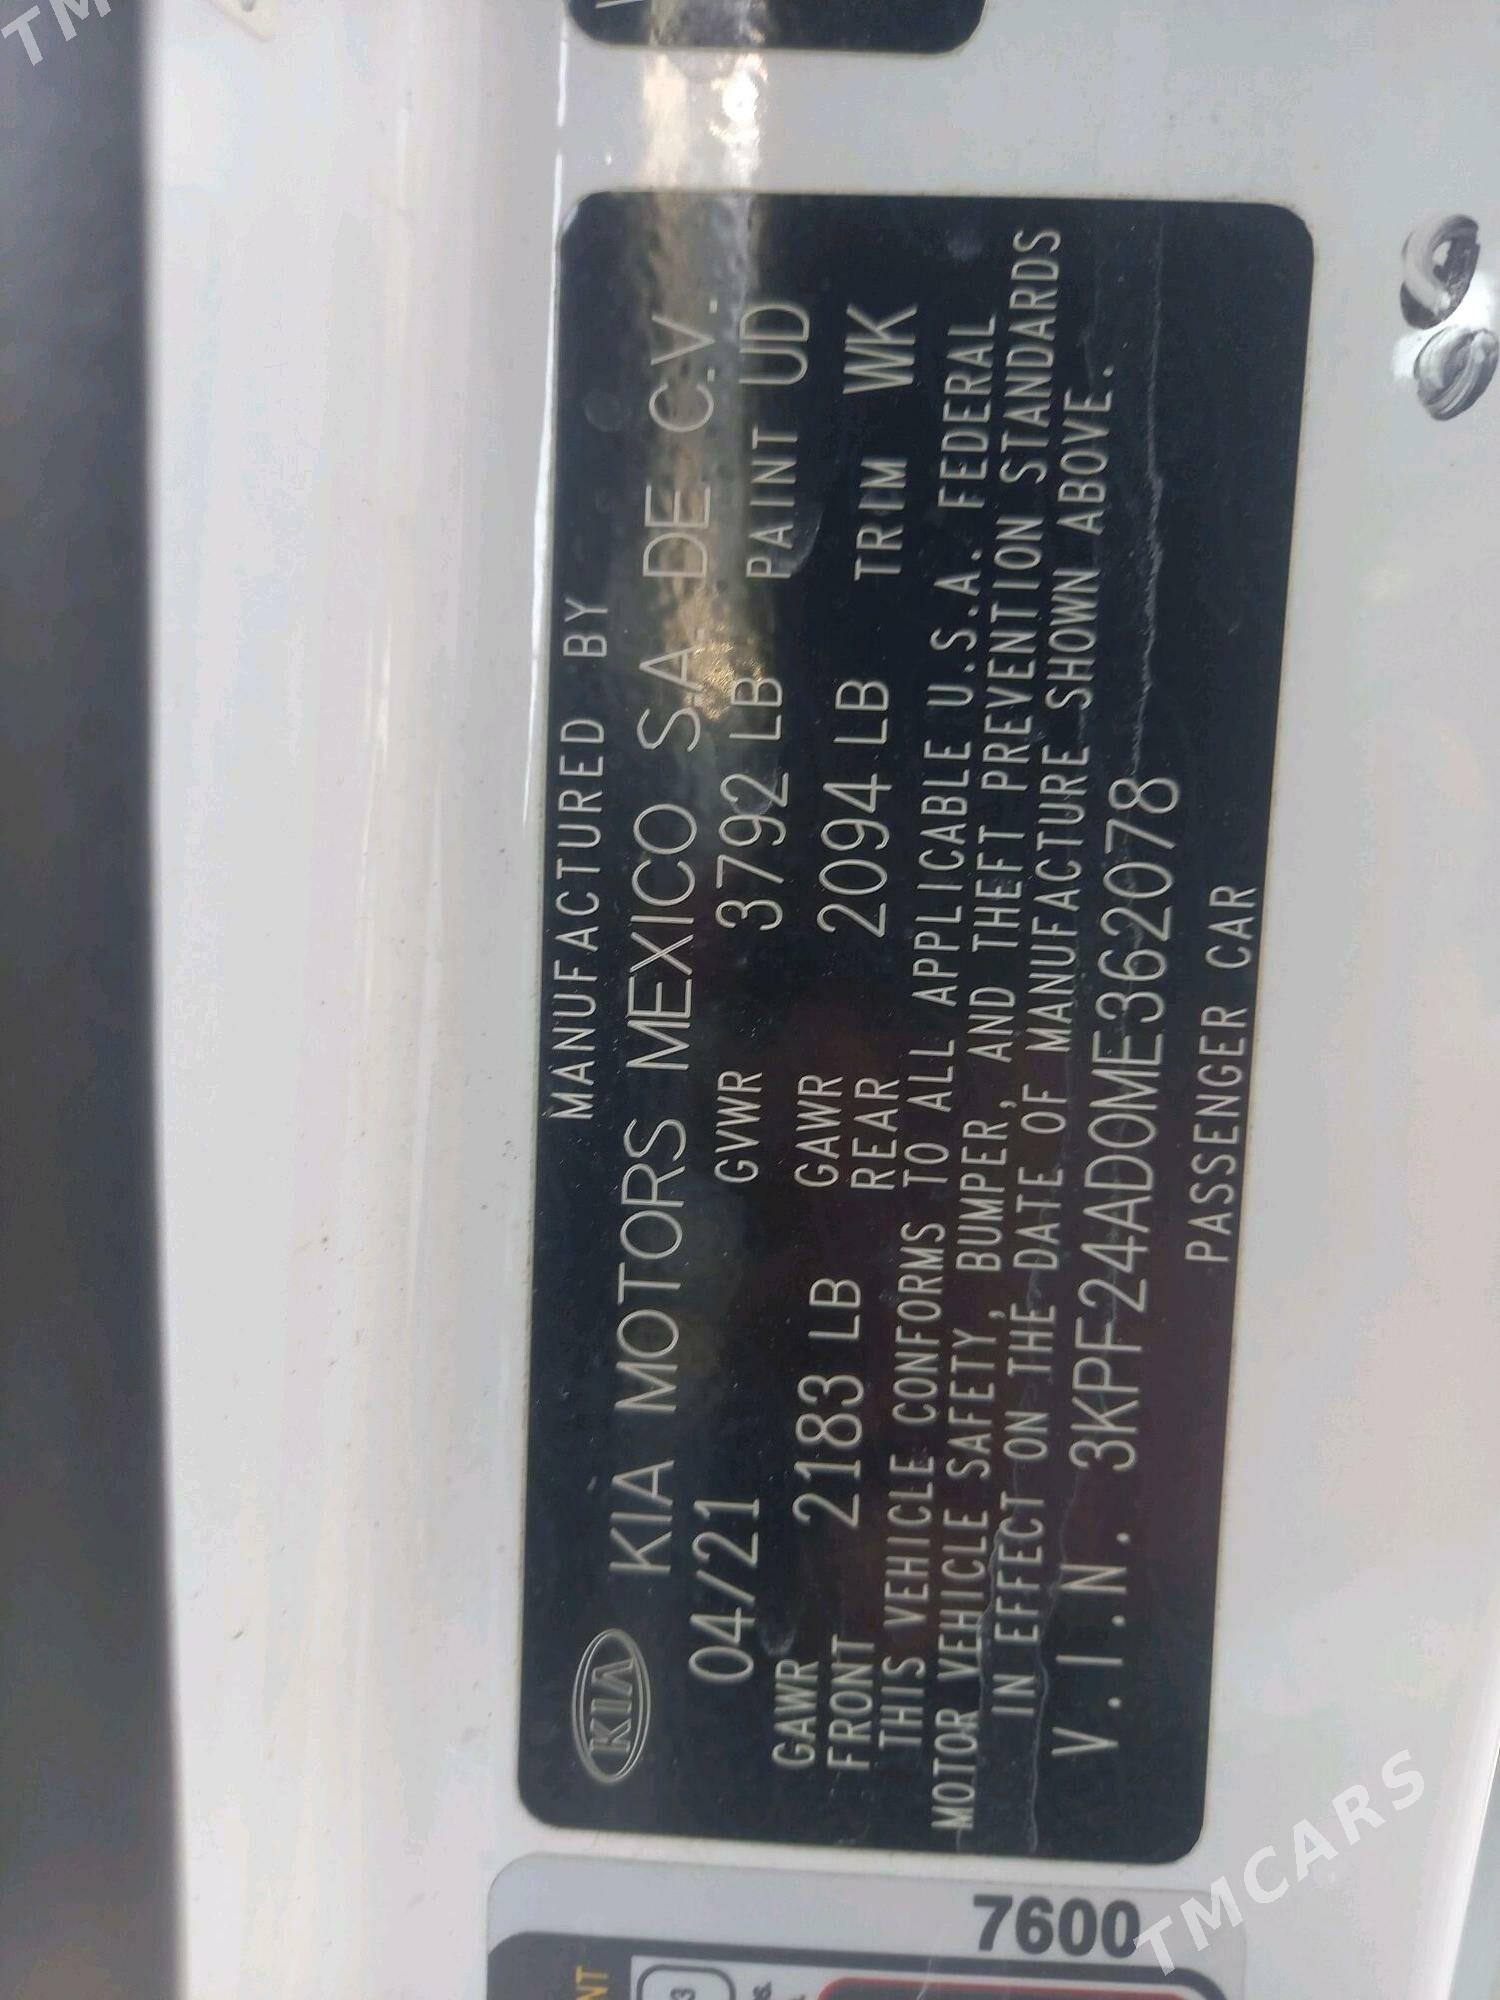 KIA
MANUFACTURED BY
KIA MOTORS MEXICO S.A. DE C.V.
04/21 GVWR 3792 LB PAINT UD
GAWR FRONT 2183 LB GAWR REAR 2094 LB TRIM WK
THIS VEHICLE CONFORMS TO ALL APPLICABLE U.S.A. FEDERAL
MOTOR VEHICLE SAFETY, BUMPER, AND THEFT PREVENTION STANDARDS
IN EFFECT ON THE DATE OF MANUFACTURE SHOWN ABOVE.
V.I.N. 3KPF24AD0ME362078
PASSENGER CAR
7600
TMCARS